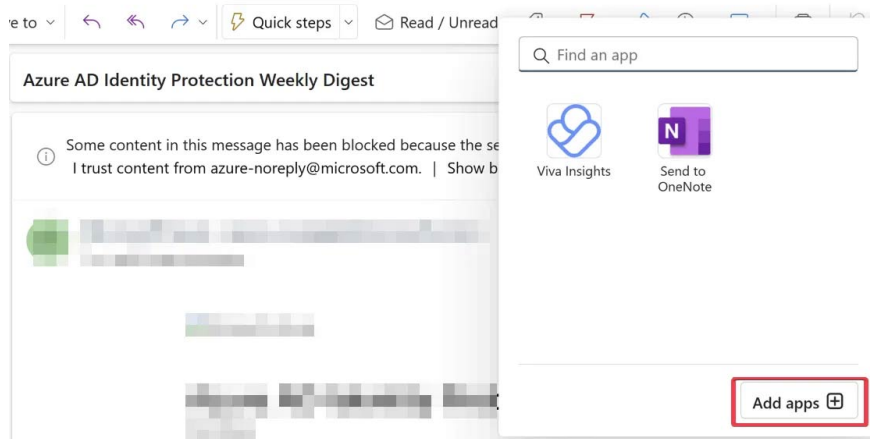 ve to
Quick steps
Read / Unread
Find an app
Azure AD Identity Protection Weekly Digest
Some content in this message has been blocked because the se
I trust content from azure-noreply@microsoft.com. | Show b
Viva Insights
N
Send to
OneNote
Add apps